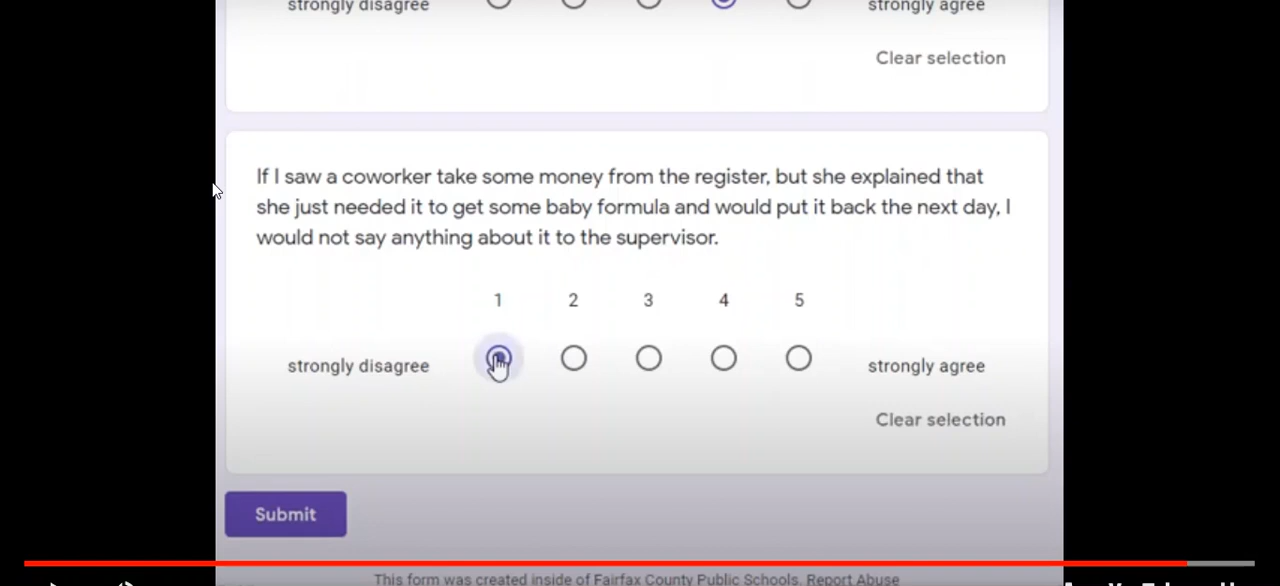 strongly disagree strongly agree
Clear selection
If I saw a coworker take some money from the register, but she explained that
she just needed it to get some baby formula and would put it back the next day, I
would not say anything about it to the supervisor.
1 2 3 4 5
strongly disagree strongly agree
Clear selection
Submit
This form was created inside of Fairfax County Public Schools. Report Abuse